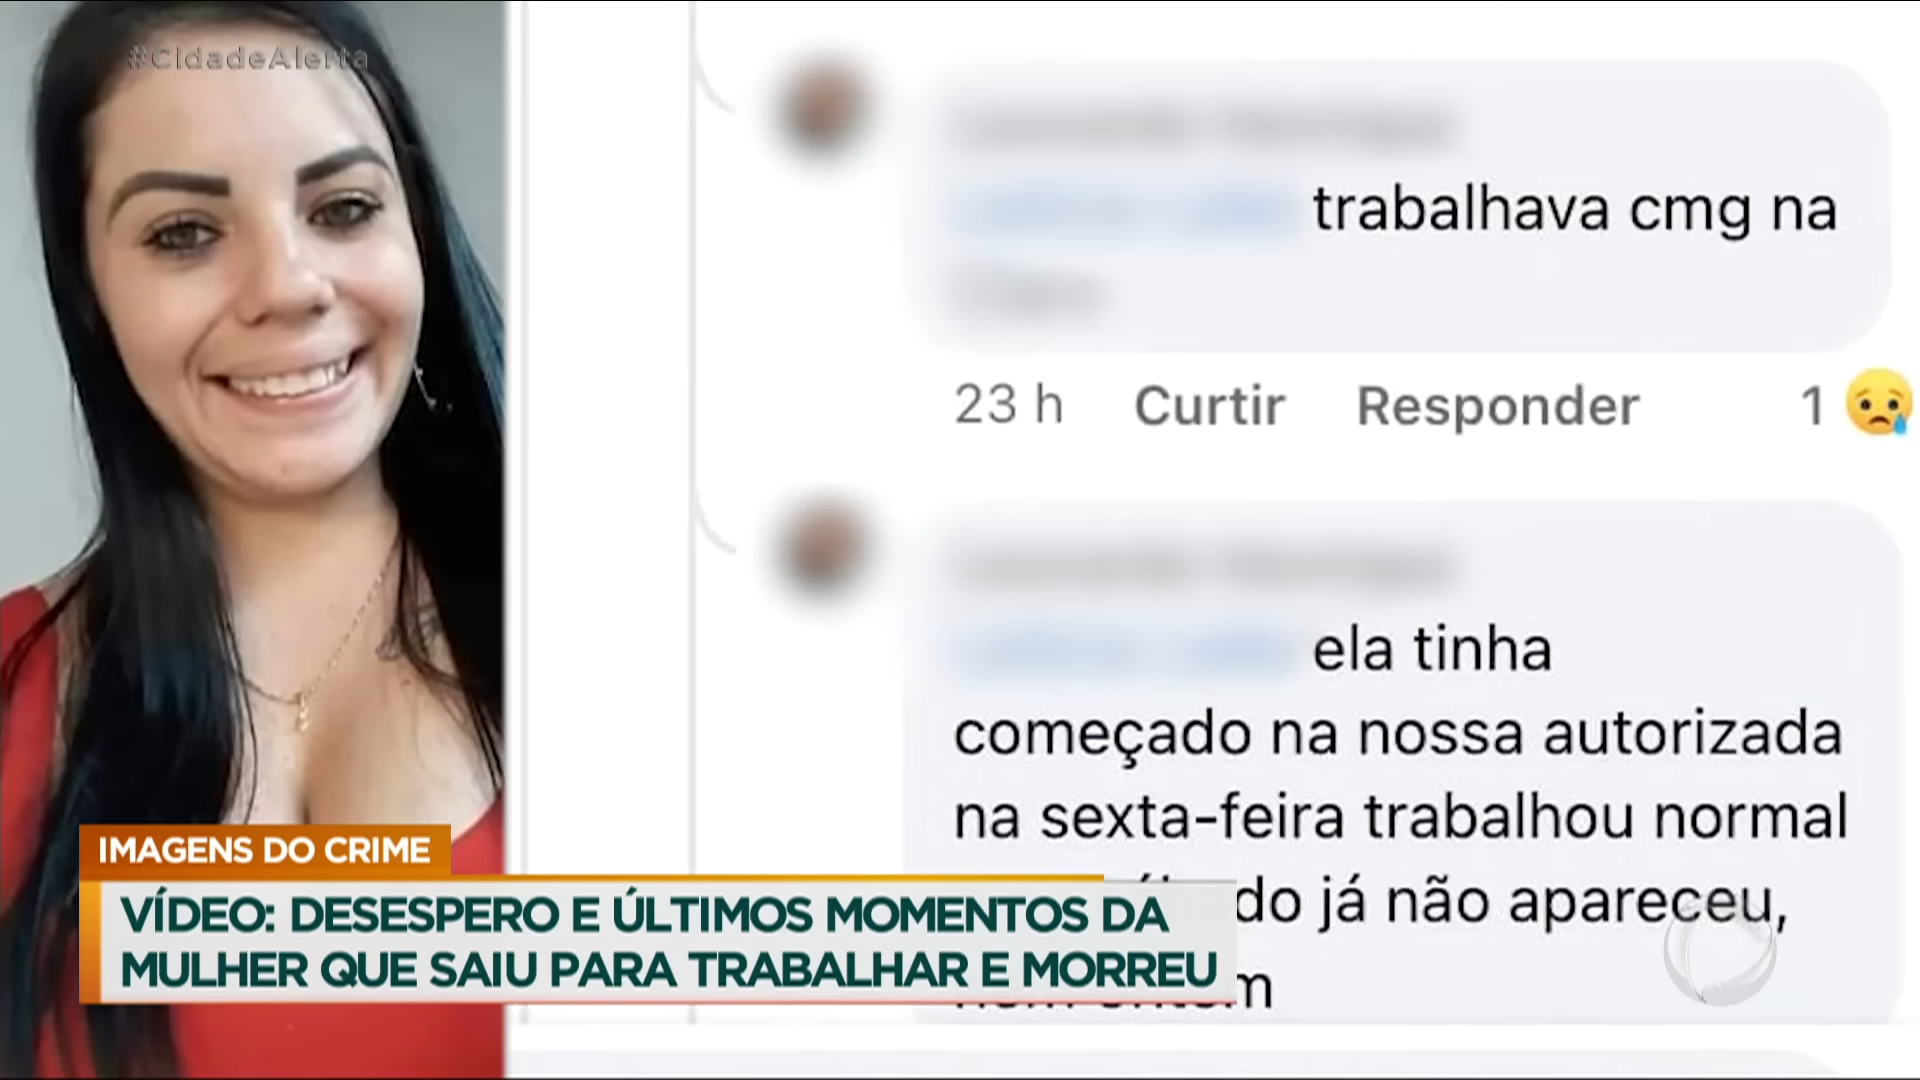 #CidadeAlerta
trabalhava cmg na
23 h Curtir Responder 1
ela tinha
começado na nossa autorizada
na sexta-feira trabalhou normal
do já não apareceu,
IMAGENS DO CRIME
VÍDEO: DESESPERO E ÚLTIMOS MOMENTOS DA
MULHER QUE SAIU PARA TRABALHAR E MORREU